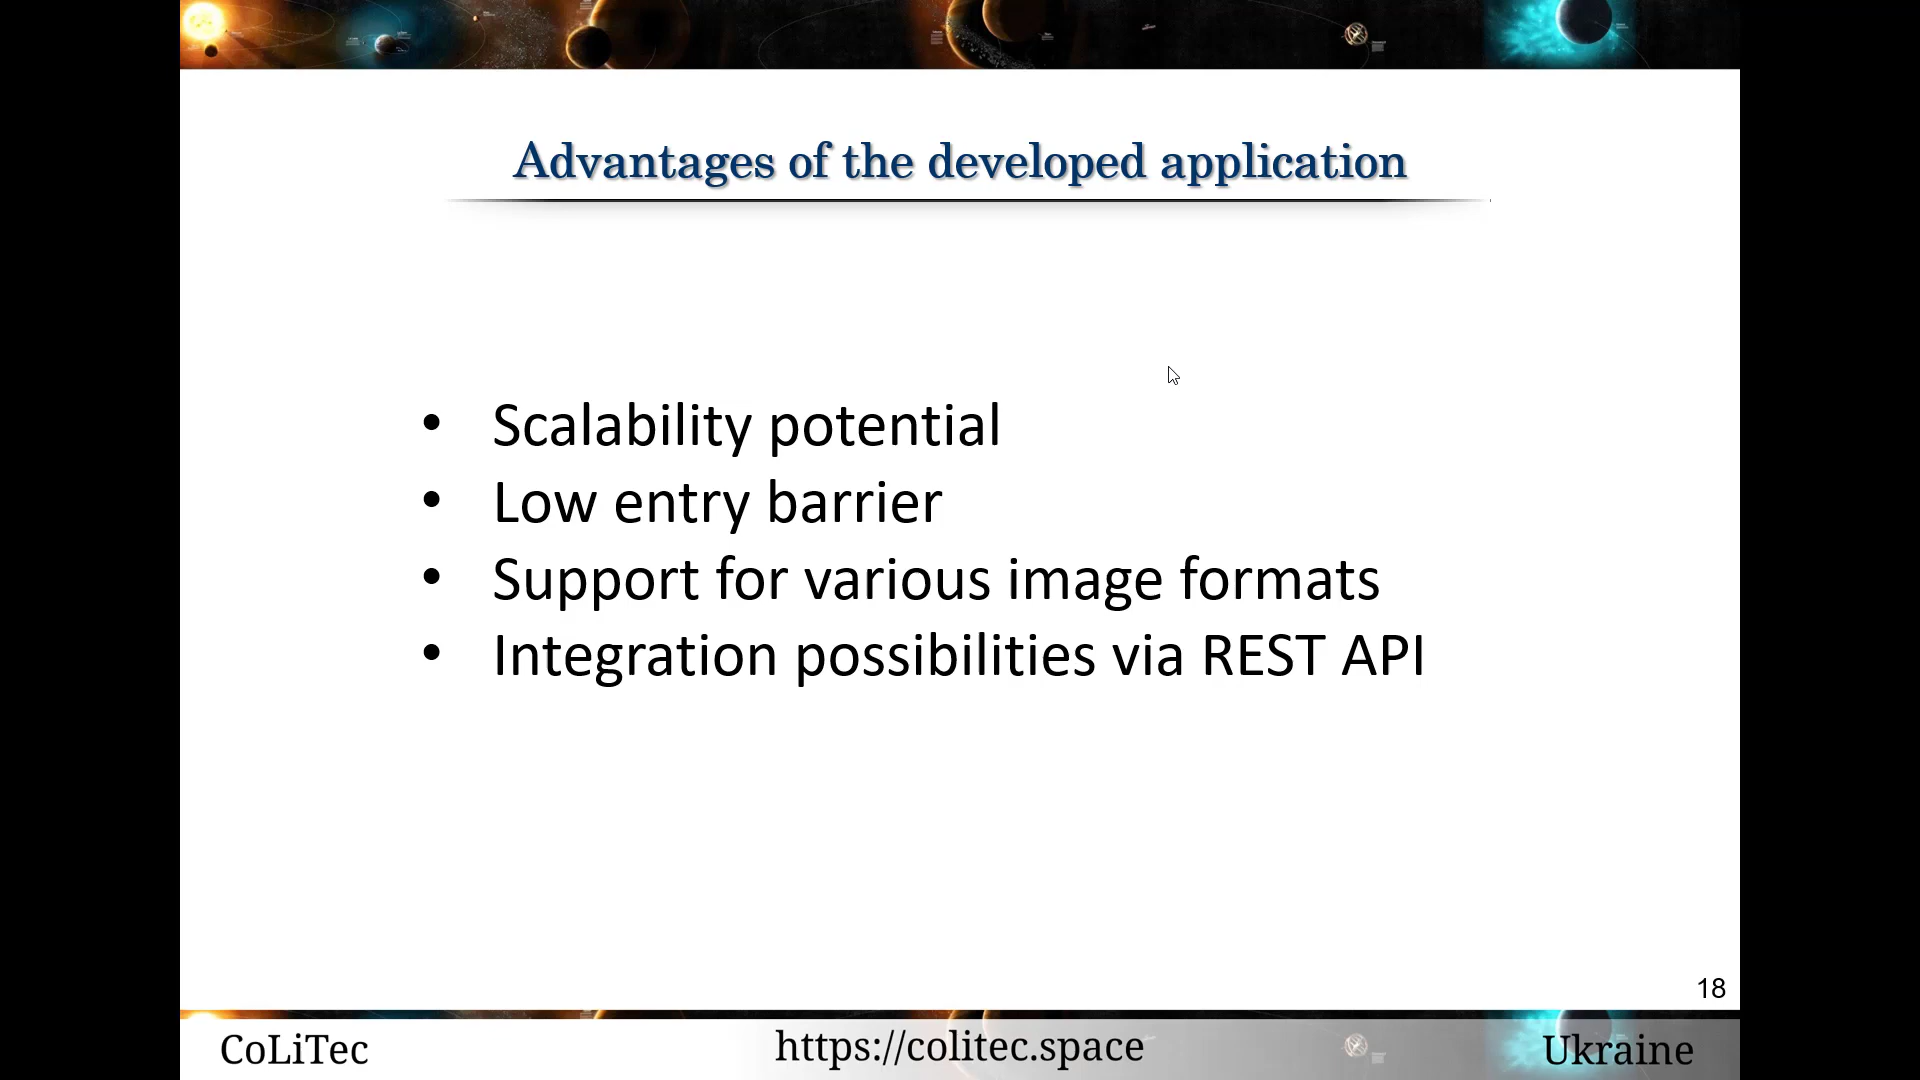 Advantages of the developed application
• Scalability potential
• Low entry barrier
• Support for various image formats
• Integration possibilities via REST API
18
CoLiTec
https://colitec.space
Ukraine